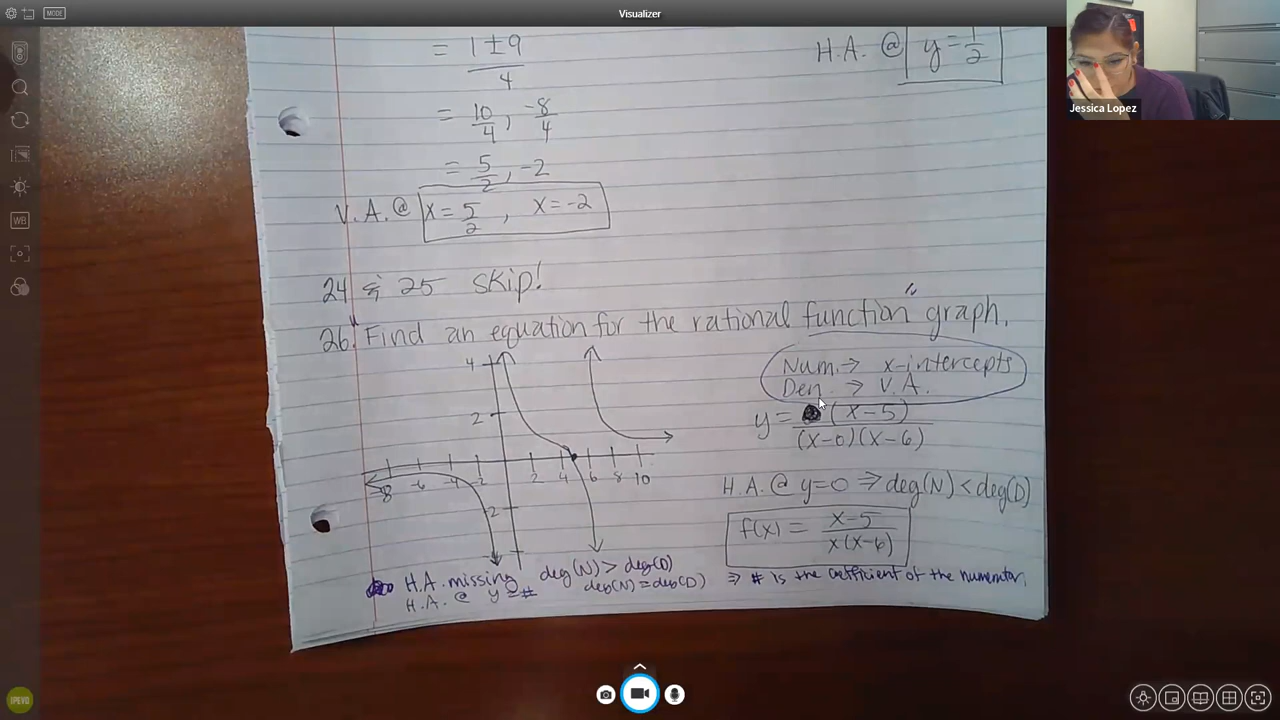 MODE
Visualizer
Jessica Lopez
= 1 ± 9
4
= 10/4, -8/4
= 5/2, -2
V.A. @ x = 5/2, x = -2
H.A. @ y = 1/2
24 & 25 skip!
26. Find an equation for the rational function graph.
Num. → x-intercepts
Den. → V.A.
y = (x-5)
(x-0)(x-6)
4
2
-8 -6 -4 -2 2 4 6 8 10
-2
H.A. @ y=0 ⇒ deg(N) < deg(D)
f(x) = x-5
x(x-6)
H.A. missing deg(N) > deg(D)
H.A. @ y = # deg(N) = deg(D) ⇒ # is the coefficient of the numerator.
WB
IPEVO